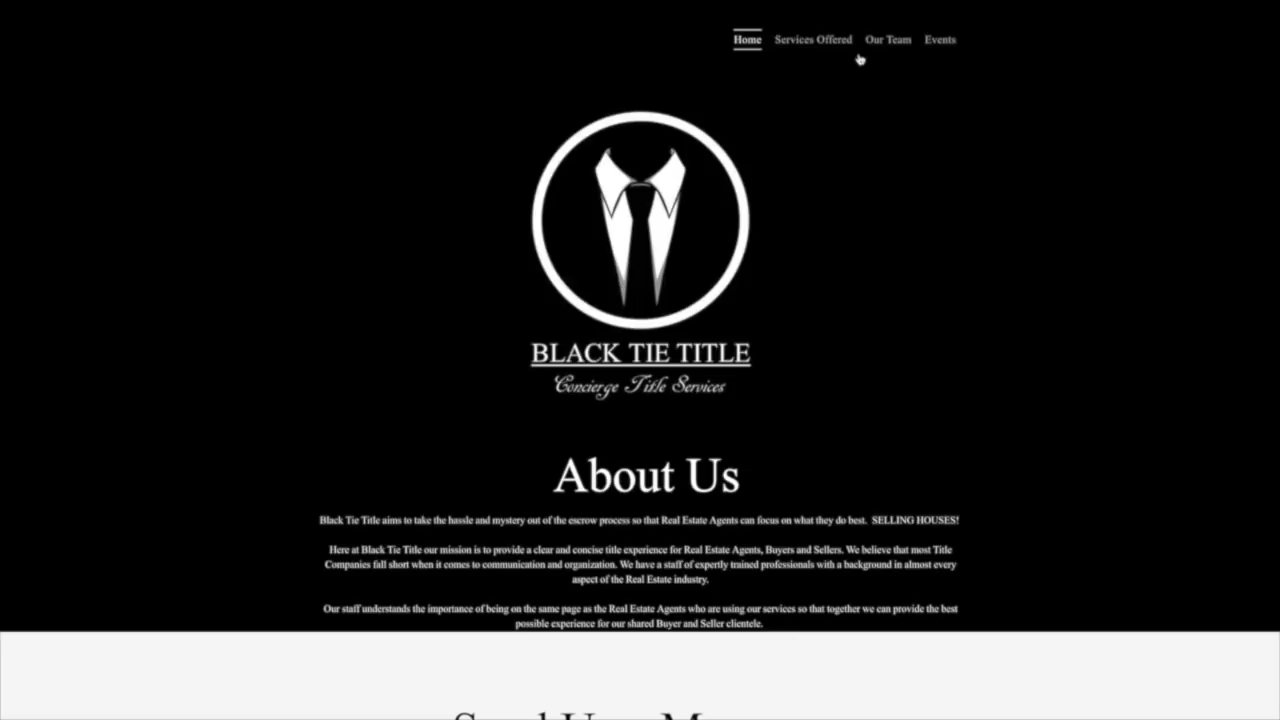 Home Services Offered Our Team Events
BLACK TIE TITLE
Concierge Title Services
About Us
Black Tie Title aims to take the hassle and mystery out of the escrow process so that Real Estate Agents can focus on what they do best. SELLING HOUSES!
Here at Black Tie Title our mission is to provide a clear and concise title experience for Real Estate Agents, Buyers and Sellers. We believe that most Title
Companies fall short when it comes to communication and organization. We have a staff of expertly trained professionals with a background in almost every
aspect of the Real Estate industry.
Our staff understands the importance of being on the same page as the Real Estate Agents who are using our services so that together we can provide the best
possible experience for our shared Buyer and Seller clientele.